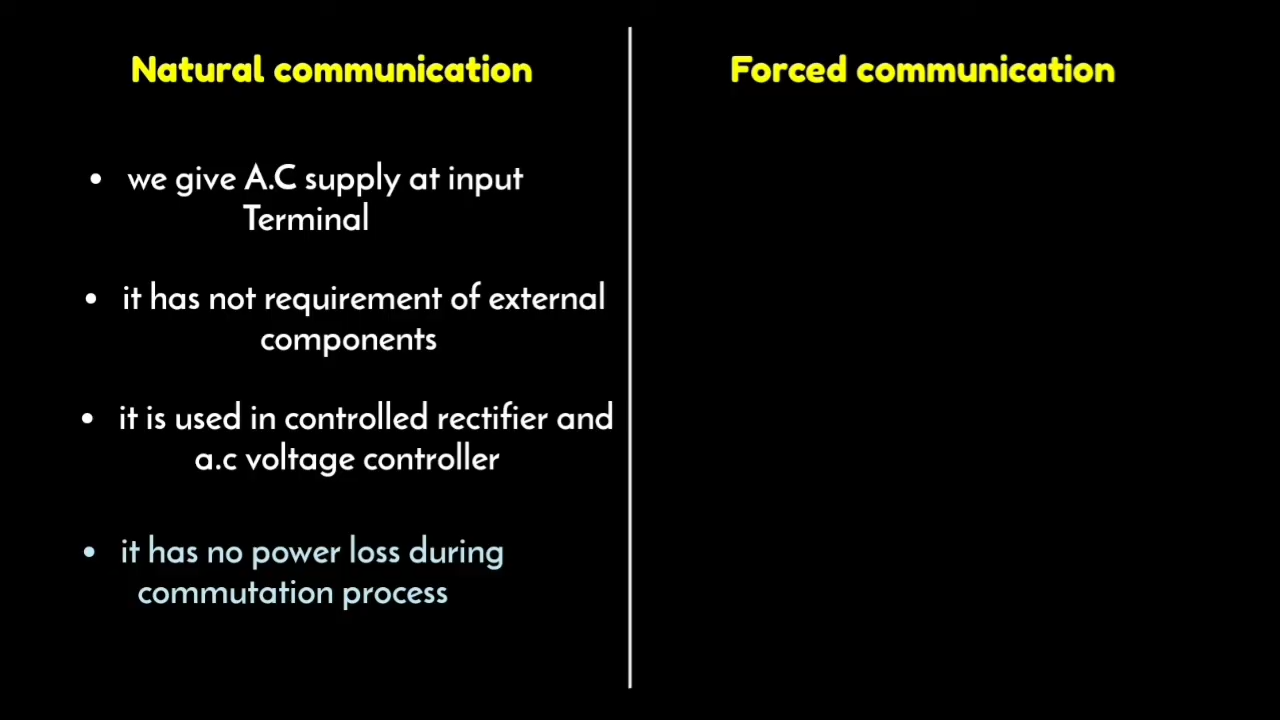 Natural communication
Forced communication
• we give A.C supply at input
Terminal
• it has not requirement of external
components
• it is used in controlled rectifier and
a.c voltage controller
• it has no power loss during
commutation process